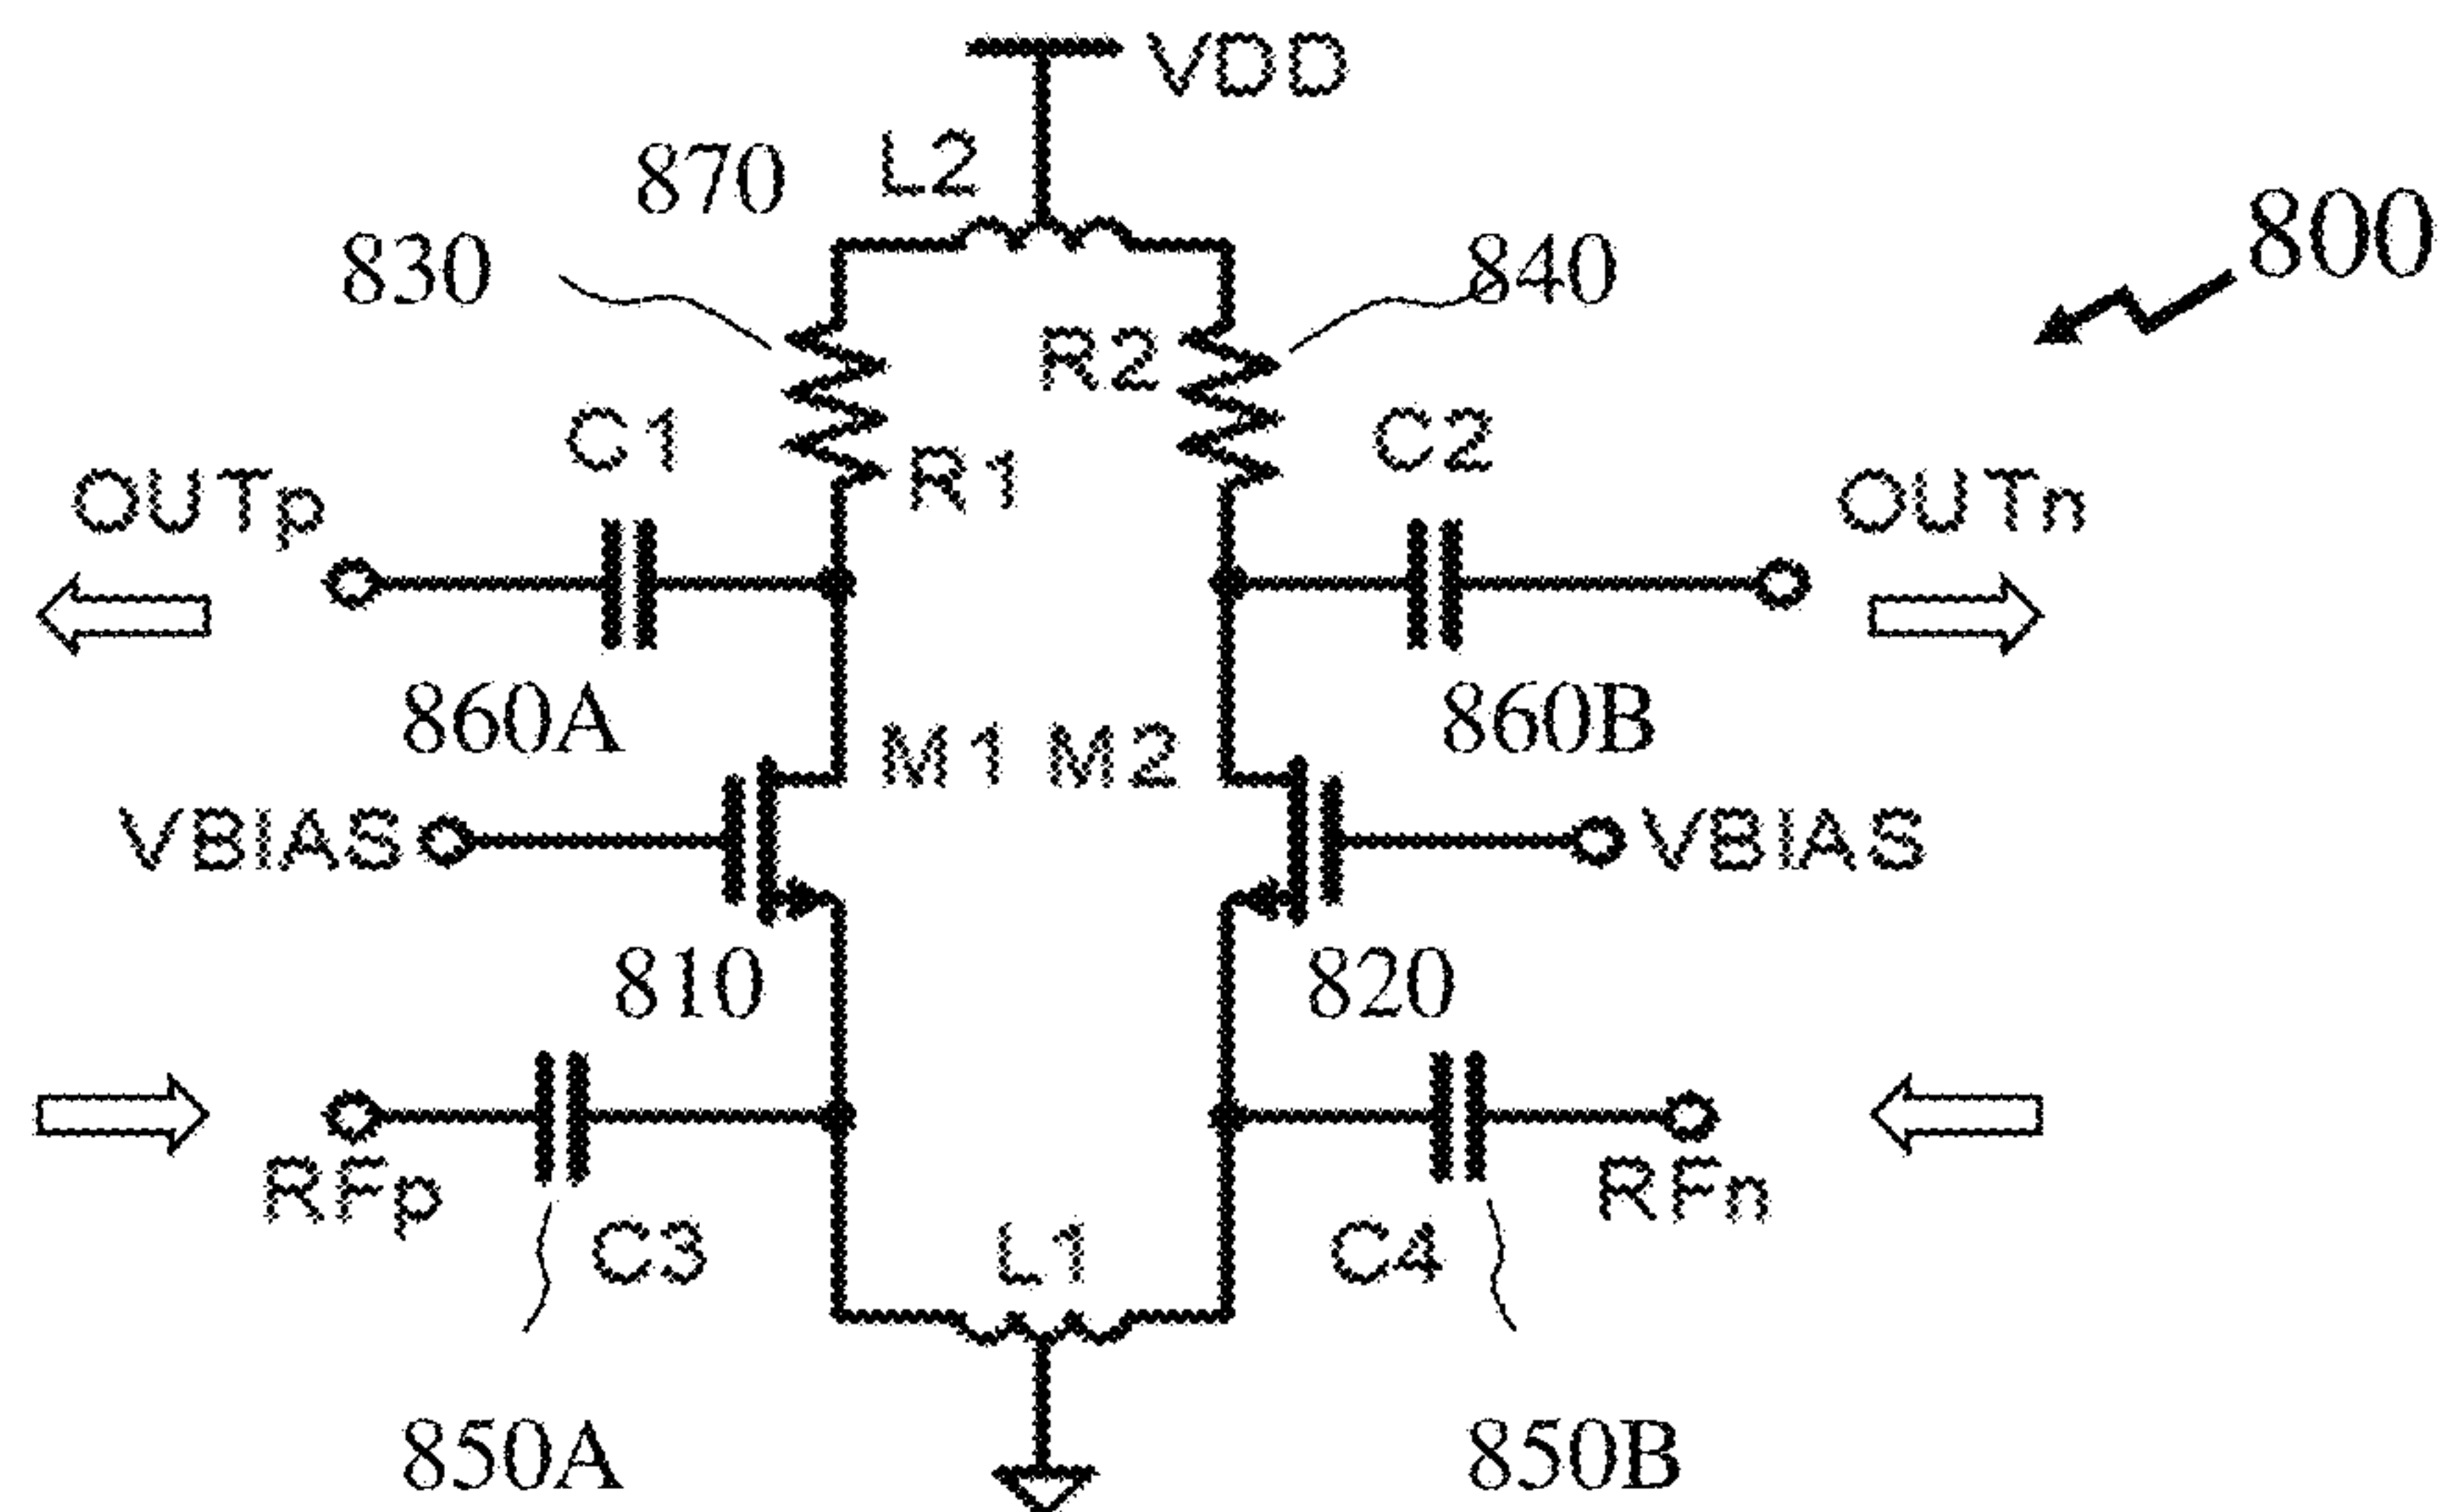 VDD
870
L2
800
830
840
R2
C1
C2
R1
OUTp
OUTn
860A
860B
M1 M2
VBIAS
VBIAS
810
820
RFp
RFn
C3
L1
C4
850A
850B